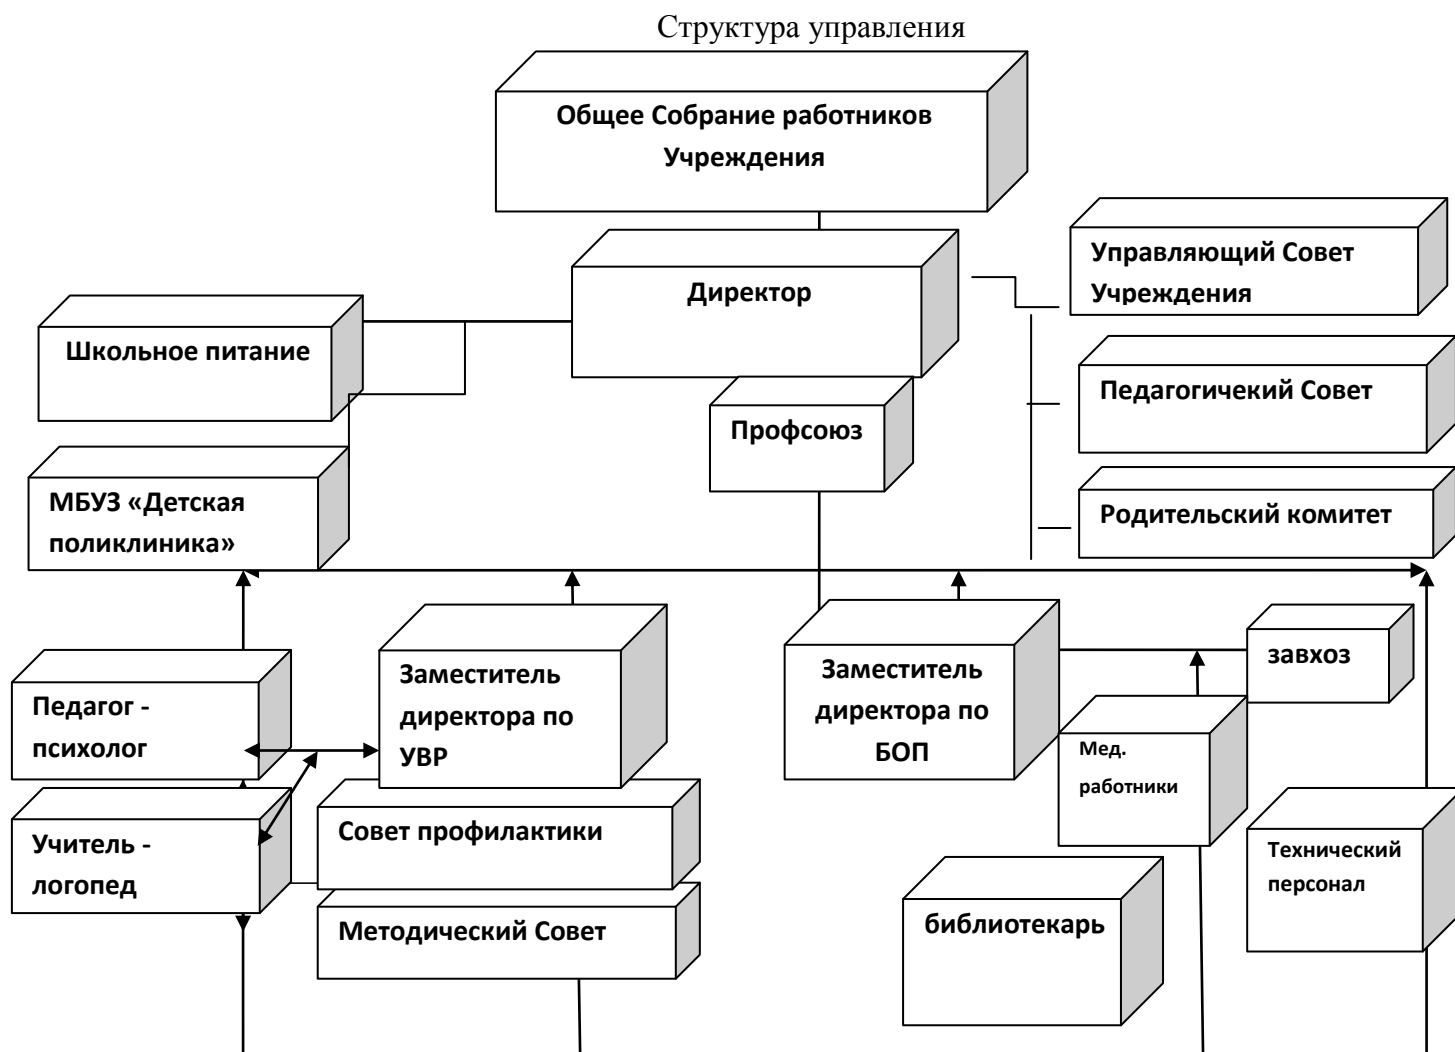 Структура управления
Общее Собрание работников
Учреждения
Управляющий Совет
Учреждения
Директор
Школьное питание
Педагогичекий Совет
Профсоюз
МБУЗ «Детская
поликлиника»
Родительский комитет
Педагог -
психолог
Заместитель
директора по
УВР
Заместитель
директора по
БОП
завхоз
Мед.
работники
Учитель -
логопед
Совет профилактики
Методический Совет
библиотекарь
Технический
персонал